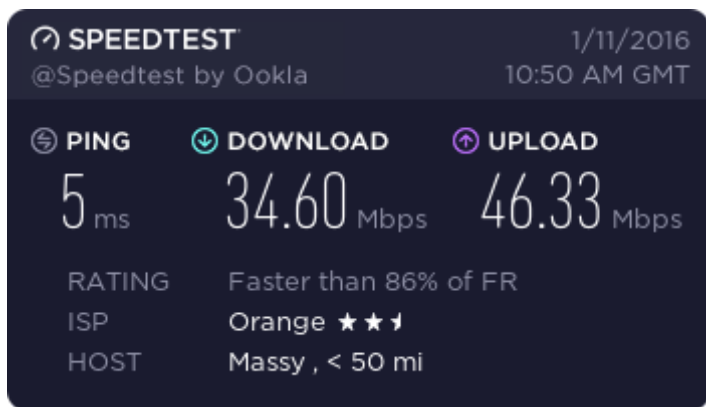 SPEEDTEST 1/11/2016
@Speedtest by Ookla 10:50 AM GMT
PING DOWNLOAD UPLOAD
5 ms 34.60 Mbps 46.33 Mbps
RATING Faster than 86% of FR
ISP Orange ★★⯨
HOST Massy , < 50 mi